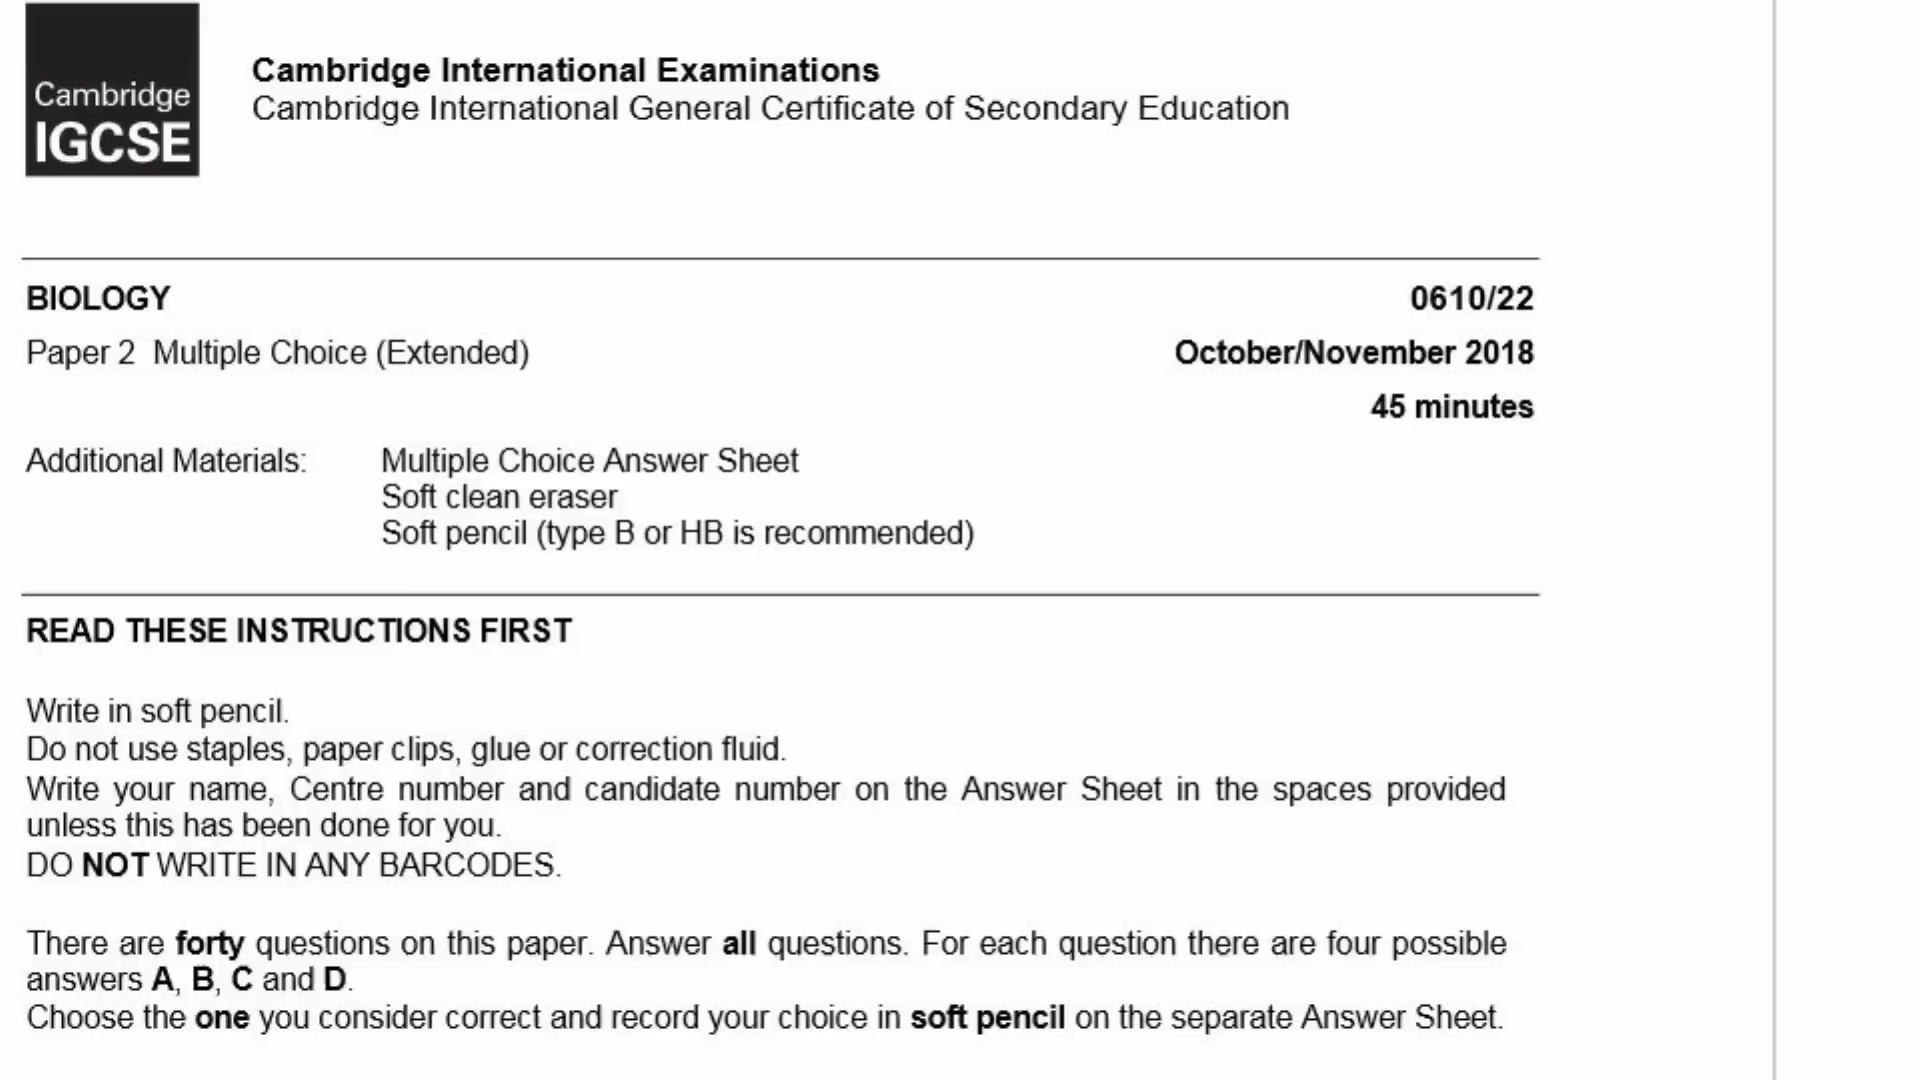 Cambridge
IGCSE
Cambridge International Examinations
Cambridge International General Certificate of Secondary Education
BIOLOGY 0610/22
Paper 2 Multiple Choice (Extended) October/November 2018
45 minutes
Additional Materials: Multiple Choice Answer Sheet
Soft clean eraser
Soft pencil (type B or HB is recommended)
READ THESE INSTRUCTIONS FIRST
Write in soft pencil.
Do not use staples, paper clips, glue or correction fluid.
Write your name, Centre number and candidate number on the Answer Sheet in the spaces provided
unless this has been done for you.
DO NOT WRITE IN ANY BARCODES.
There are forty questions on this paper. Answer all questions. For each question there are four possible
answers A, B, C and D.
Choose the one you consider correct and record your choice in soft pencil on the separate Answer Sheet.